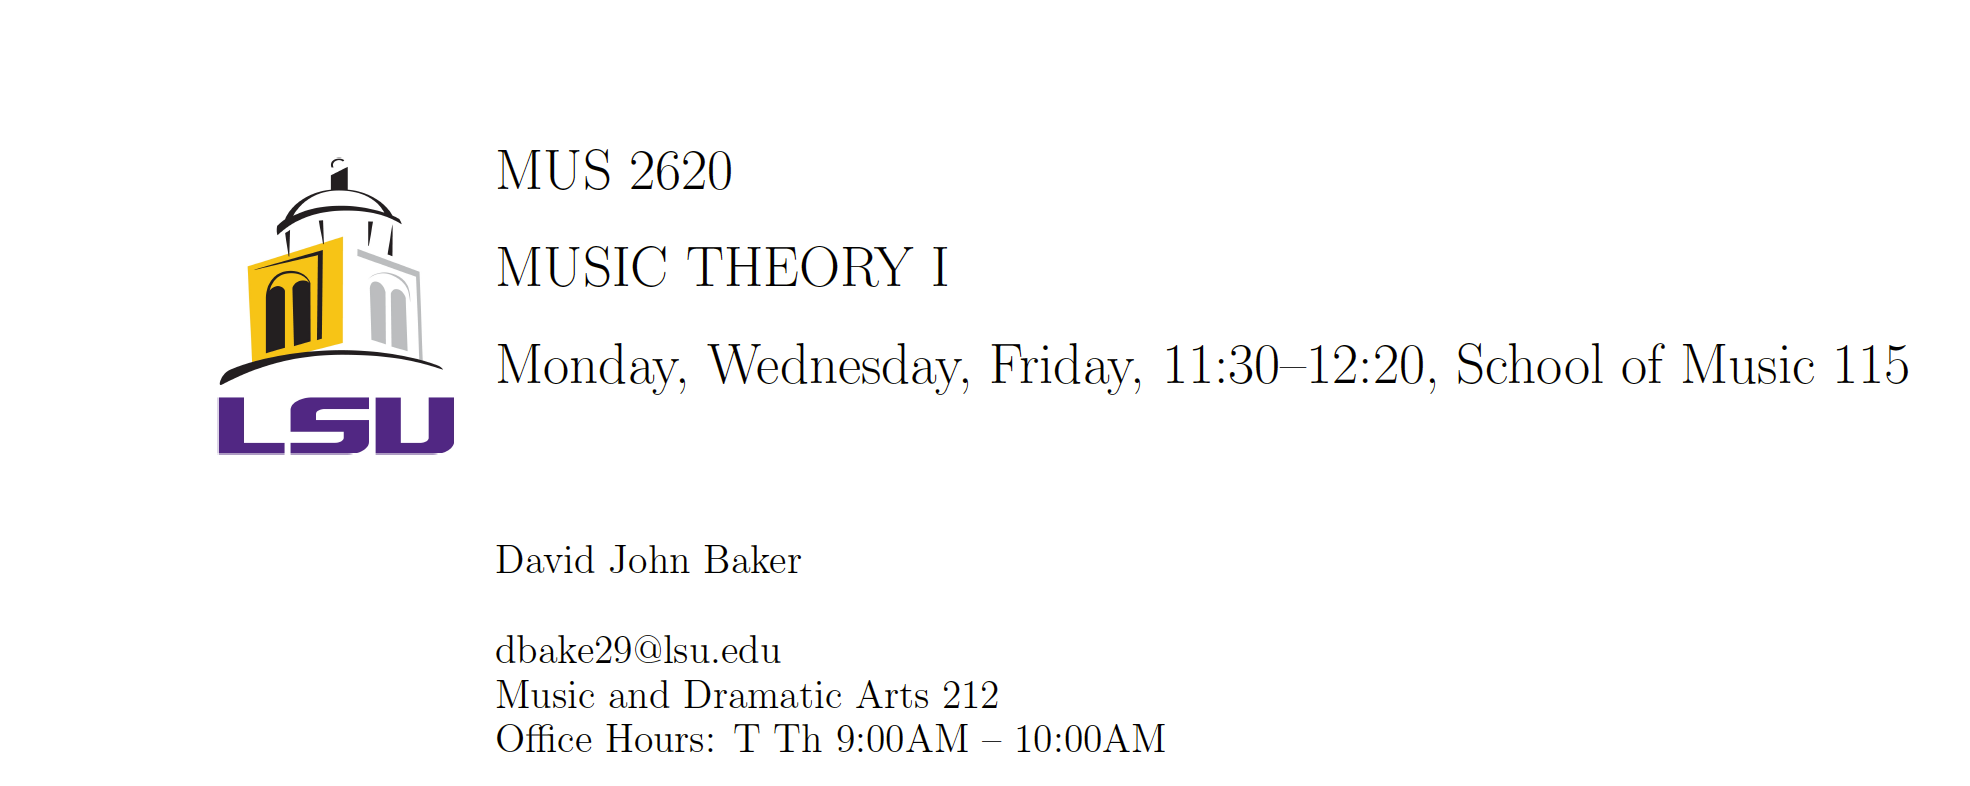 MUS 2620
MUSIC THEORY I
Monday, Wednesday, Friday, 11:30–12:20, School of Music 115
LSU
David John Baker
dbake29@lsu.edu
Music and Dramatic Arts 212
Office Hours: T Th 9:00AM – 10:00AM